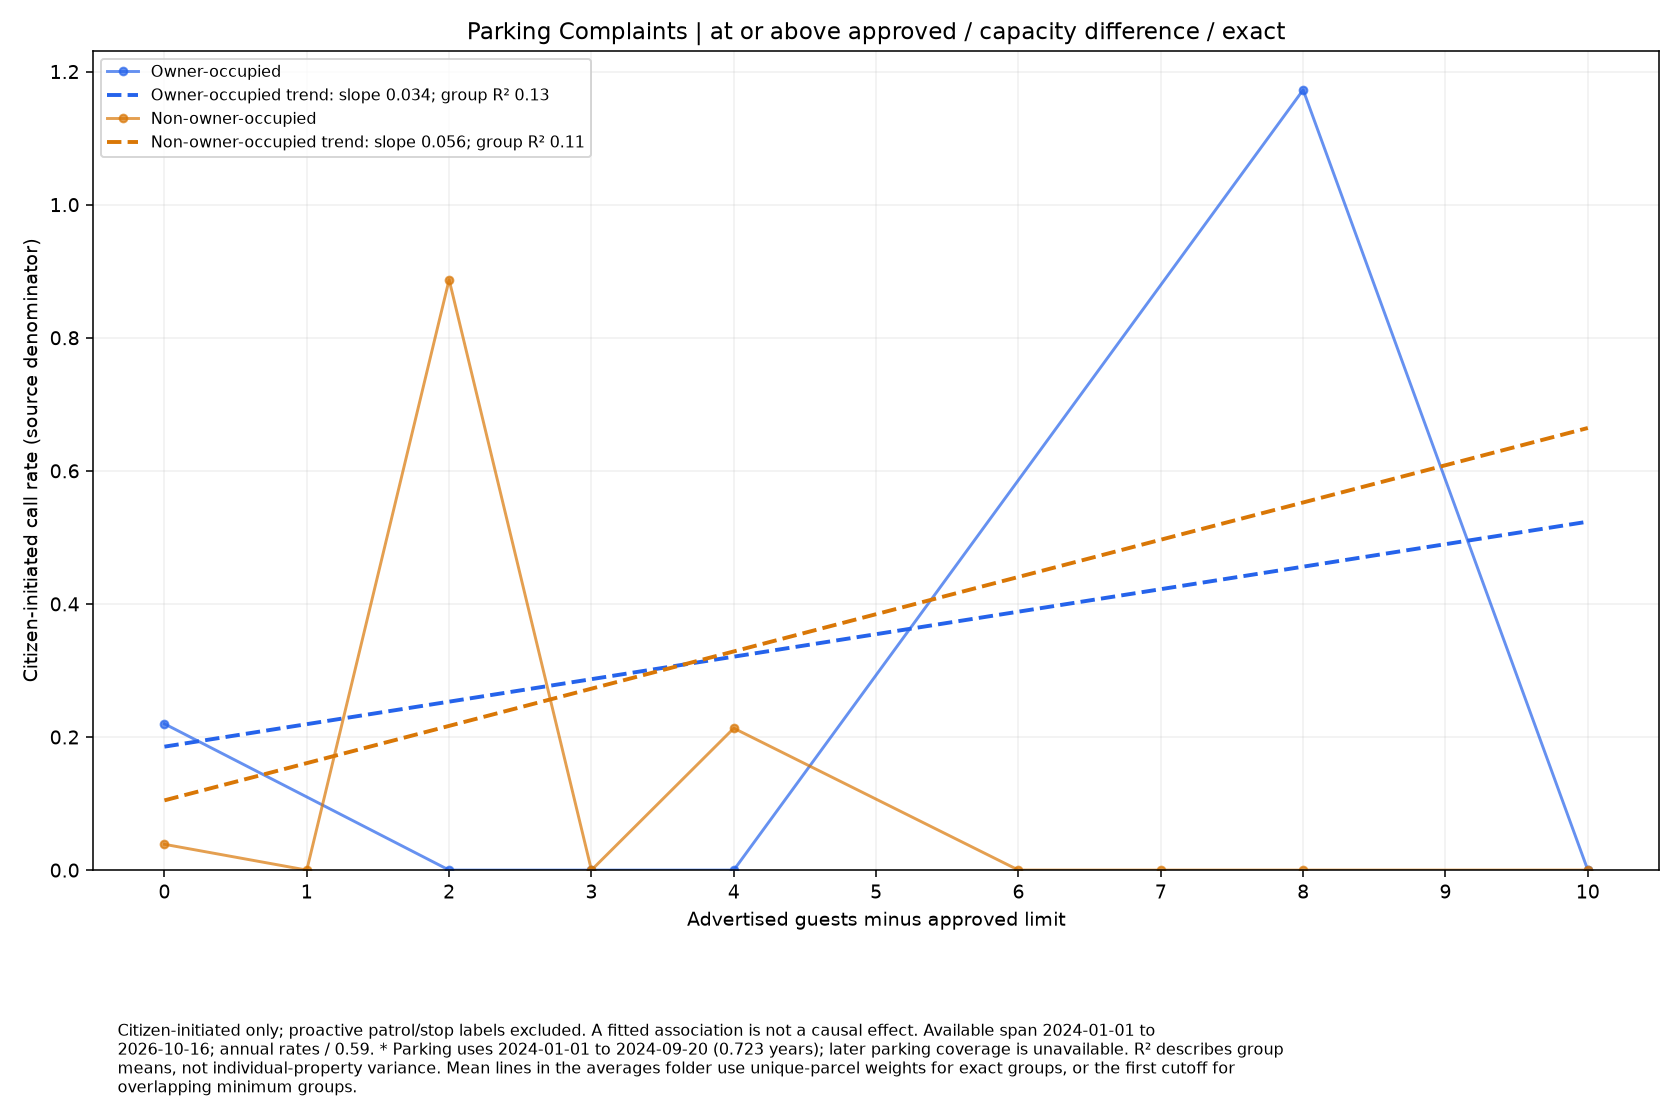 Parking Complaints | at or above approved / capacity difference / exact
Owner-occupied
Owner-occupied trend: slope 0.034; group R² 0.13
Non-owner-occupied
Non-owner-occupied trend: slope 0.056; group R² 0.11
Citizen-initiated call rate (source denominator)
1.2
1.0
0.8
0.6
0.4
0.2
0.0
0 1 2 3 4 5 6 7 8 9 10
Advertised guests minus approved limit
Citizen-initiated only; proactive patrol/stop labels excluded. A fitted association is not a causal effect. Available span 2024-01-01 to
2026-10-16; annual rates / 0.59. * Parking uses 2024-01-01 to 2024-09-20 (0.723 years); later parking coverage is unavailable. R² describes group
means, not individual-property variance. Mean lines in the averages folder use unique-parcel weights for exact groups, or the first cutoff for
overlapping minimum groups.